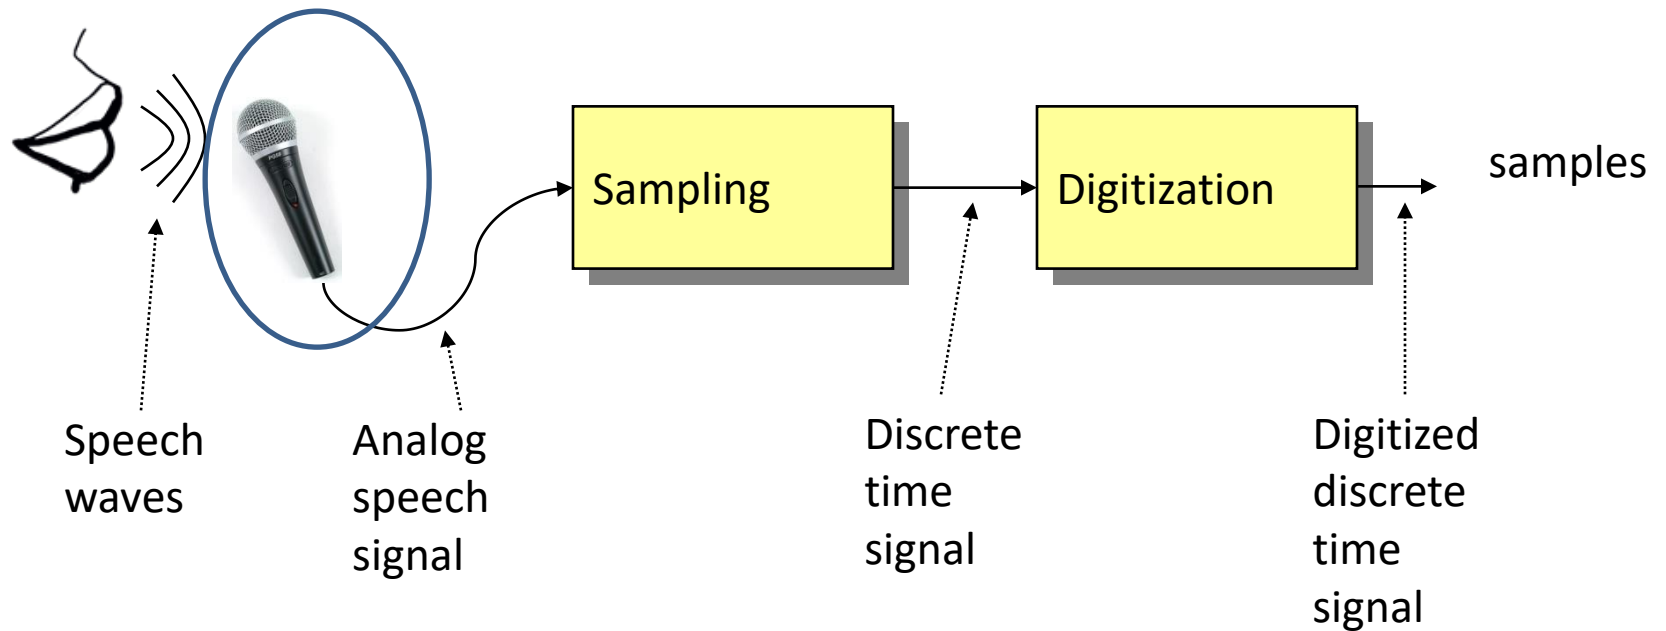 samples
Sampling
Digitization
Speech
waves
Analog
speech
signal
Discrete
time
signal
Digitized
discrete
time
signal